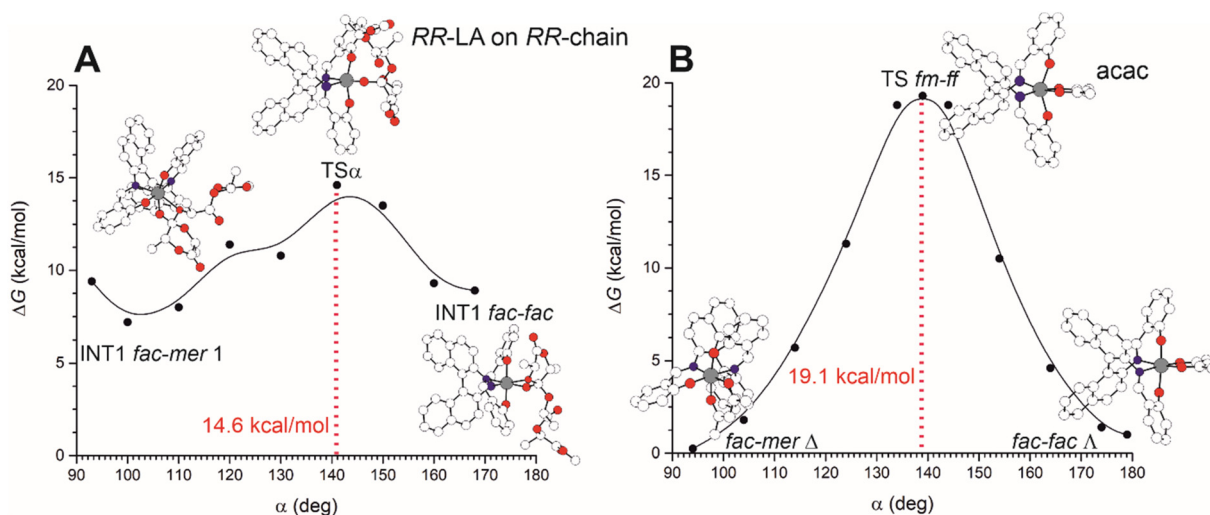 A
RR-LA on RR-chain
ΔG (kcal/mol)
20
15
10
5
0
TSα
INT1 fac-mer 1
INT1 fac-fac
14.6 kcal/mol
90 100 110 120 130 140 150 160 170 180
α (deg)
B
TS fm-ff
acac
ΔG (kcal/mol)
20
15
10
5
0
19.1 kcal/mol
fac-mer Δ
fac-fac Λ
90 100 110 120 130 140 150 160 170 180
α (deg)